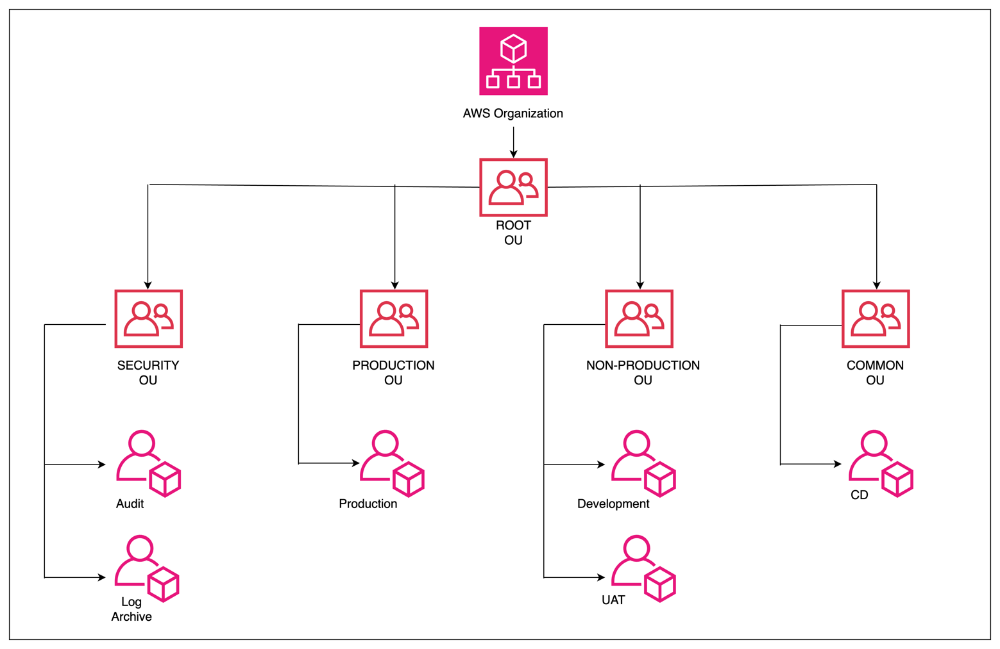 AWS Organization
ROOT
OU
SECURITY
OU
PRODUCTION
OU
NON-PRODUCTION
OU
COMMON
OU
Audit
Production
Development
CD
Log
Archive
UAT